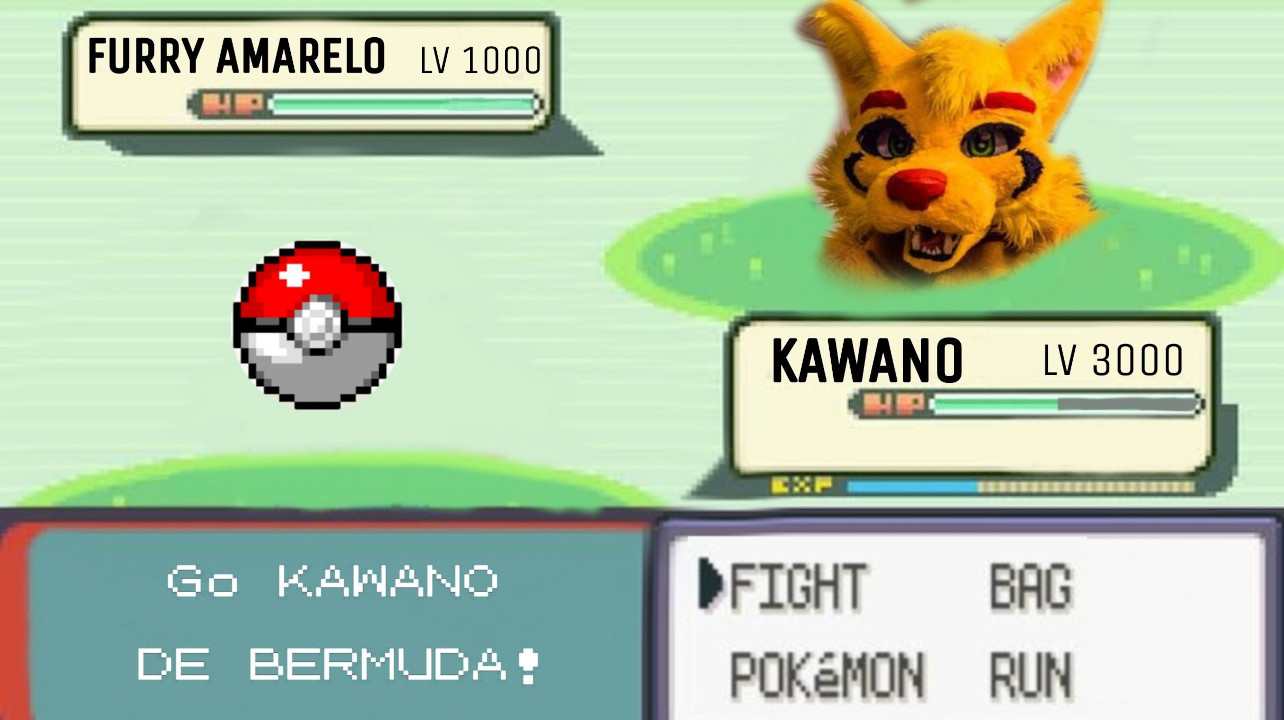 FURRY AMARELO LV 1000
HP
KAWANO LV 3000
HP
EXP
Go KAWANO
DE BERMUDA!
FIGHT BAG
POKéMON RUN